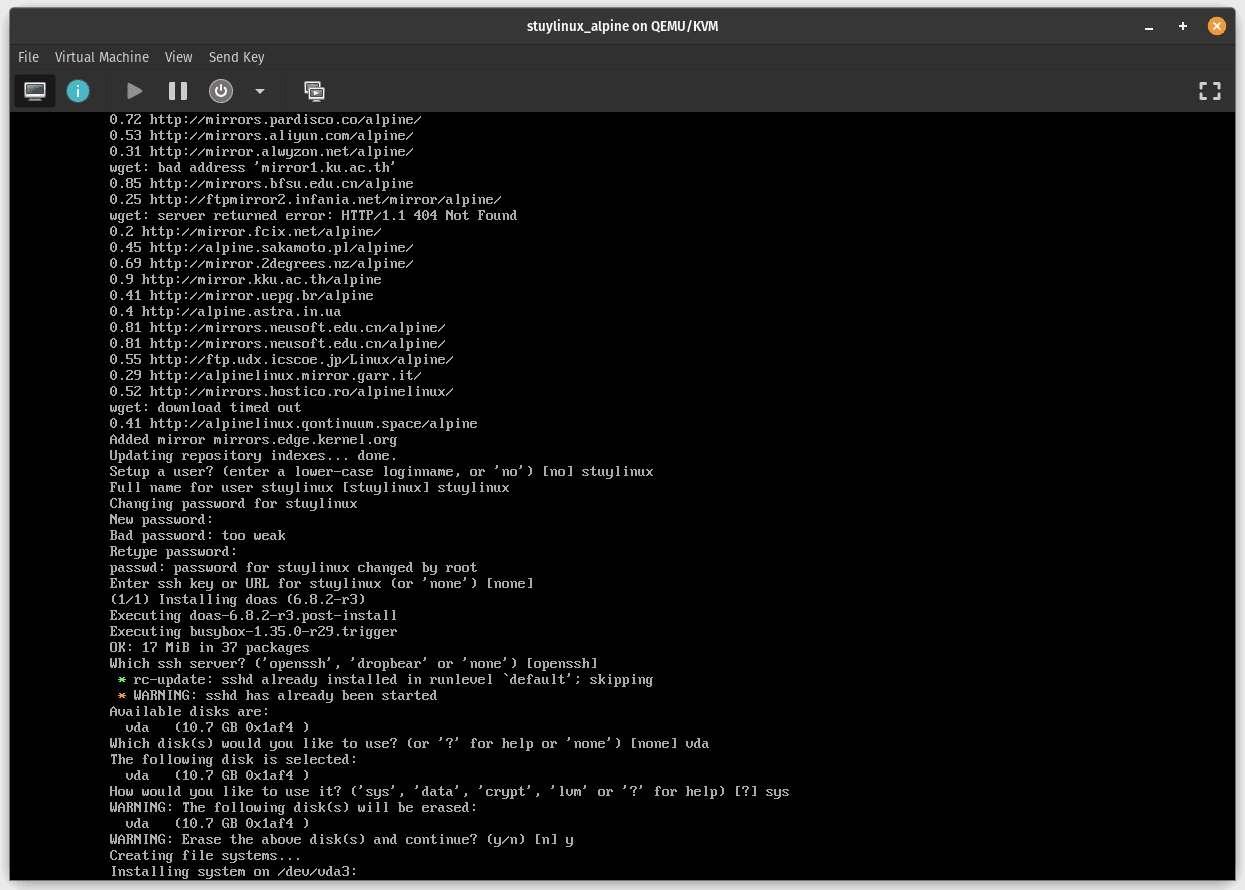 stuylinux_alpine on QEMU/KVM
File Virtual Machine View Send Key
0.72 http://mirrors.pardisco.co/alpine/
0.53 http://mirrors.aliyun.com/alpine/
0.31 http://mirror.alwyzon.net/alpine/
wget: bad address 'mirror1.ku.ac.th'
0.85 http://mirrors.bfsu.edu.cn/alpine
0.25 http://ftpmirror2.infania.net/mirror/alpine/
wget: server returned error: HTTP/1.1 404 Not Found
0.2 http://mirror.fcix.net/alpine/
0.45 http://alpine.sakamoto.pl/alpine/
0.69 http://mirror.2degrees.nz/alpine/
0.9 http://mirror.kku.ac.th/alpine
0.41 http://mirror.uepg.br/alpine
0.4 http://alpine.astra.in.ua
0.81 http://mirrors.neusoft.edu.cn/alpine/
0.81 http://mirrors.neusoft.edu.cn/alpine/
0.55 http://ftp.udx.icscoe.jp/Linux/alpine/
0.29 http://alpinelinux.mirror.garr.it/
0.52 http://mirrors.hostico.ro/alpinelinux/
wget: download timed out
0.41 http://alpinelinux.qontinuum.space/alpine
Added mirror mirrors.edge.kernel.org
Updating repository indexes... done.
Setup a user? (enter a lower-case loginname, or 'no') [no] stuylinux
Full name for user stuylinux [stuylinux] stuylinux
Changing password for stuylinux
New password:
Bad password: too weak
Retype password:
passwd: password for stuylinux changed by root
Enter ssh key or URL for stuylinux (or 'none') [none]
(1/1) Installing doas (6.8.2-r3)
Executing doas-6.8.2-r3.post-install
Executing busybox-1.35.0-r29.trigger
OK: 17 MiB in 37 packages
Which ssh server? ('openssh', 'dropbear' or 'none') [openssh]
* rc-update: sshd already installed in runlevel `default'; skipping
* WARNING: sshd has already been started
Available disks are:
vda (10.7 GB 0x1af4 )
Which disk(s) would you like to use? (or '?' for help or 'none') [none] vda
The following disk is selected:
vda (10.7 GB 0x1af4 )
How would you like to use it? ('sys', 'data', 'crypt', 'lvm' or '?' for help) [?] sys
WARNING: The following disk(s) will be erased:
vda (10.7 GB 0x1af4 )
WARNING: Erase the above disk(s) and continue? (y/n) [n] y
Creating file systems...
Installing system on /dev/vda3: